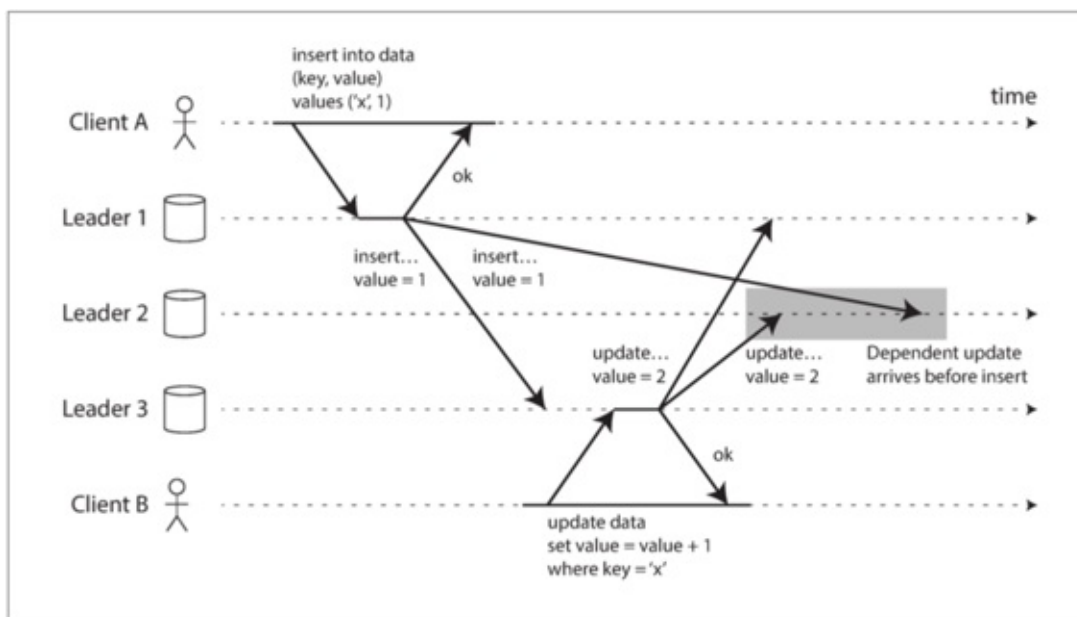 insert into data
(key, value)
values (‘x’, 1)
time
Client A
ok
Leader 1
insert…
value = 1
insert…
value = 1
Leader 2
update…
value = 2
update…
value = 2
Dependent update
arrives before insert
Leader 3
ok
Client B
update data
set value = value + 1
where key = ‘x’